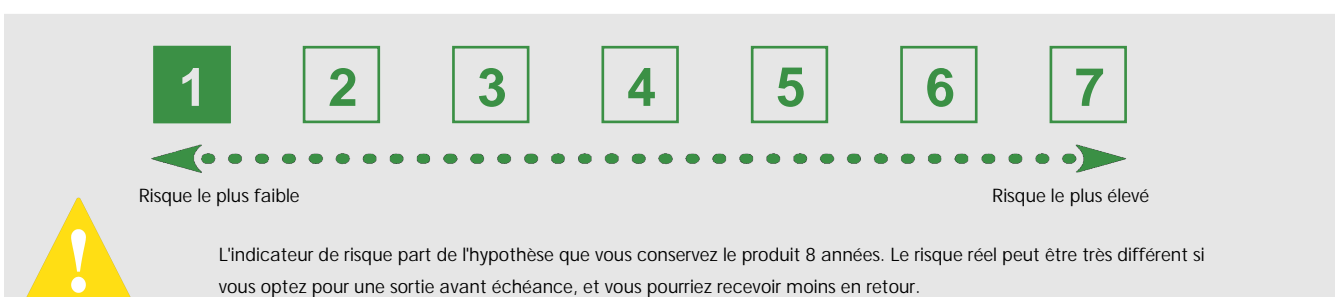 1 2 3 4 5 6 7
Risque le plus faible Risque le plus élevé
! L'indicateur de risque part de l'hypothèse que vous conservez le produit 8 années. Le risque réel peut être très différent si
vous optez pour une sortie avant échéance, et vous pourriez recevoir moins en retour.